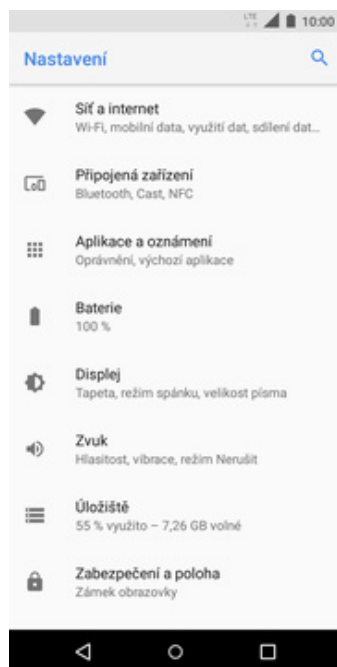 LTE 10:00
Nastavení
Síť a internet
Wi-Fi, mobilní data, využití dat, sdílení dat…
Připojená zařízení
Bluetooth, Cast, NFC
Aplikace a oznámení
Oprávnění, výchozí aplikace
Baterie
100 %
Displej
Tapeta, režim spánku, velikost písma
Zvuk
Hlasitost, vibrace, režim Nerušit
Úložiště
55 % využito – 7,26 GB volné
Zabezpečení a poloha
Zámek obrazovky